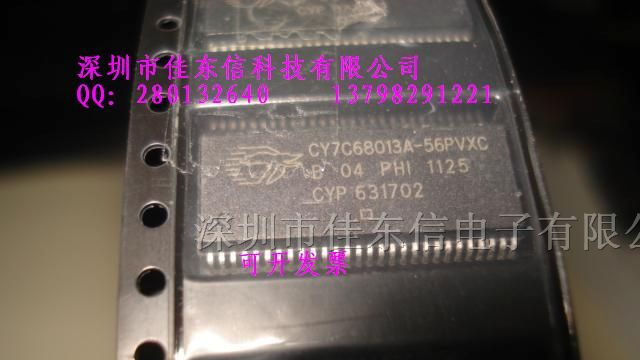 深圳市佳东信科技有限公司
QQ: 280132640 13798291221
CY7C68013A-56PVXC
B 04 PHI 1125
CYP 631702
深圳市佳东信电子有限公
可开发票